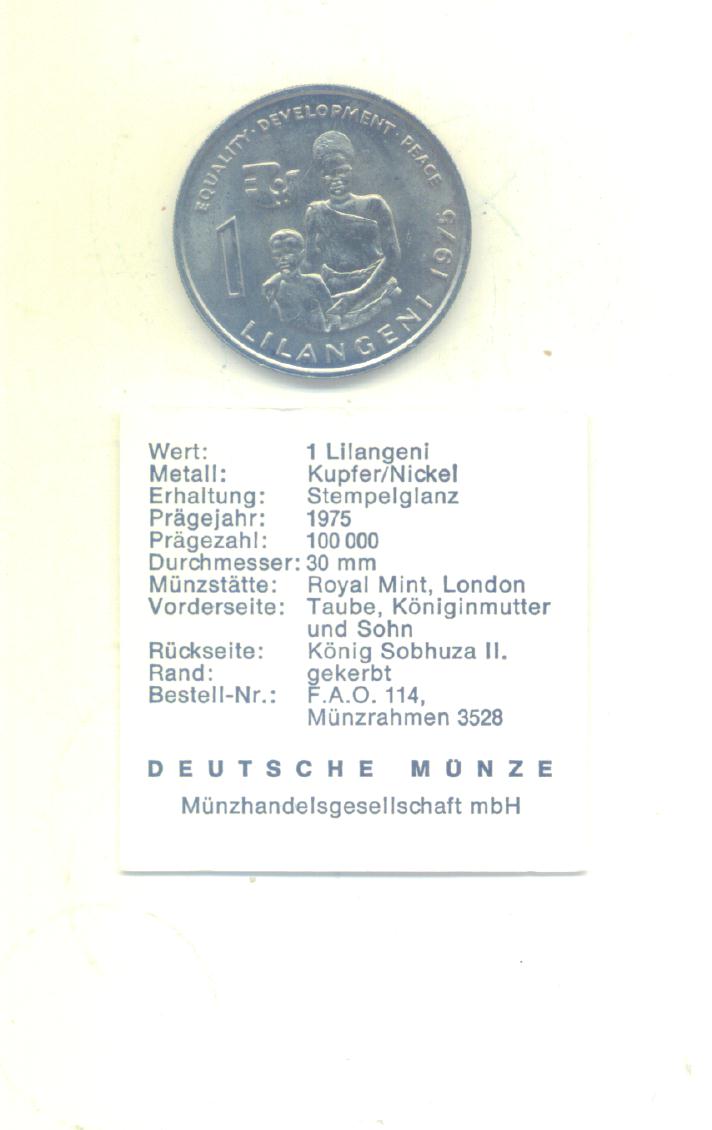 EQUALITY · DEVELOPMENT · PEACE
1
LILANGENI 1975
Wert: 1 Lilangeni
Metall: Kupfer/Nickel
Erhaltung: Stempelglanz
Prägejahr: 1975
Prägezahl: 100 000
Durchmesser: 30 mm
Münzstätte: Royal Mint, London
Vorderseite: Taube, Königinmutter
und Sohn
Rückseite: König Sobhuza II.
Rand: gekerbt
Bestell-Nr.: F.A.O. 114,
Münzrahmen 3528
DEUTSCHE MÜNZE
Münzhandelsgesellschaft mbH